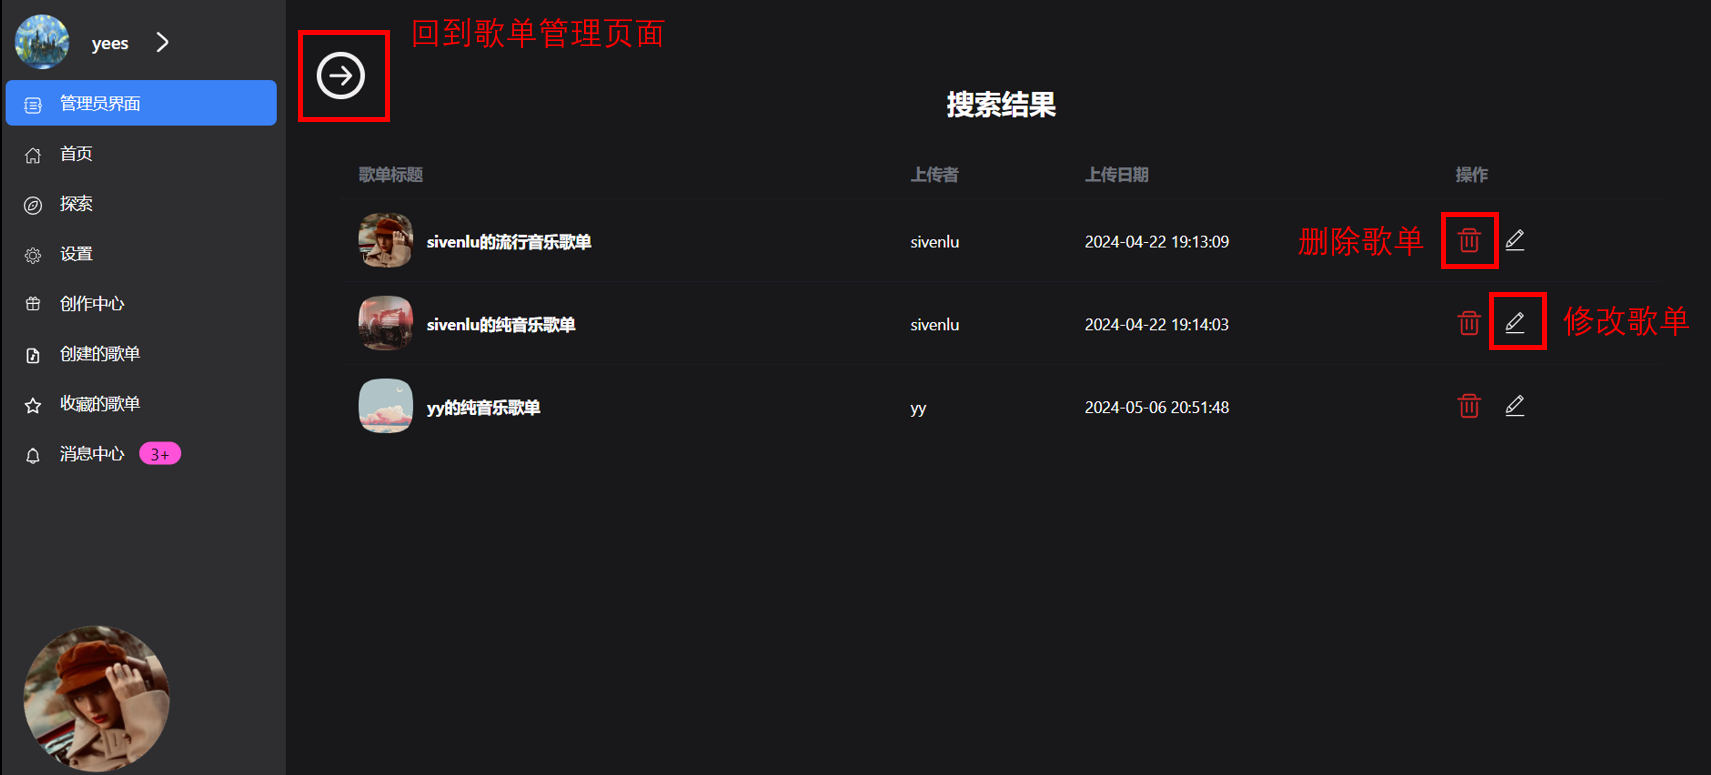 yees
管理员界面
首页
探索
设置
创作中心
创建的歌单
收藏的歌单
消息中心 3+
回到歌单管理页面
搜索结果
歌单标题 上传者 上传日期 操作
sivenlu的流行音乐歌单 sivenlu 2024-04-22 19:13:09 删除歌单
sivenlu的纯音乐歌单 sivenlu 2024-04-22 19:14:03 修改歌单
yy的纯音乐歌单 yy 2024-05-06 20:51:48